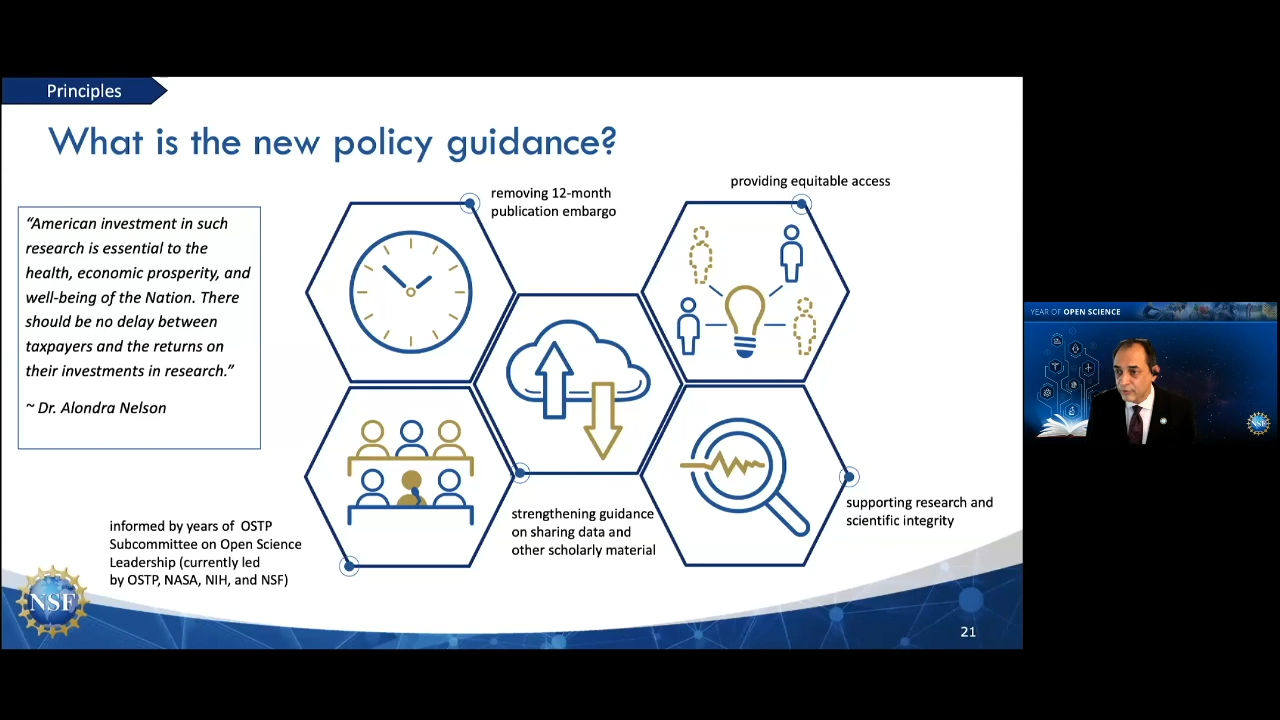 Principles
What is the new policy guidance?
“American investment in such
research is essential to the
health, economic prosperity, and
well-being of the Nation. There
should be no delay between
taxpayers and the returns on
their investments in research.”
~ Dr. Alondra Nelson
removing 12-month
publication embargo
providing equitable access
informed by years of OSTP
Subcommittee on Open Science
Leadership (currently led
by OSTP, NASA, NIH, and NSF)
strengthening guidance
on sharing data and
other scholarly material
supporting research and
scientific integrity
NSF
21
YEAR OF OPEN SCIENCE
NSF